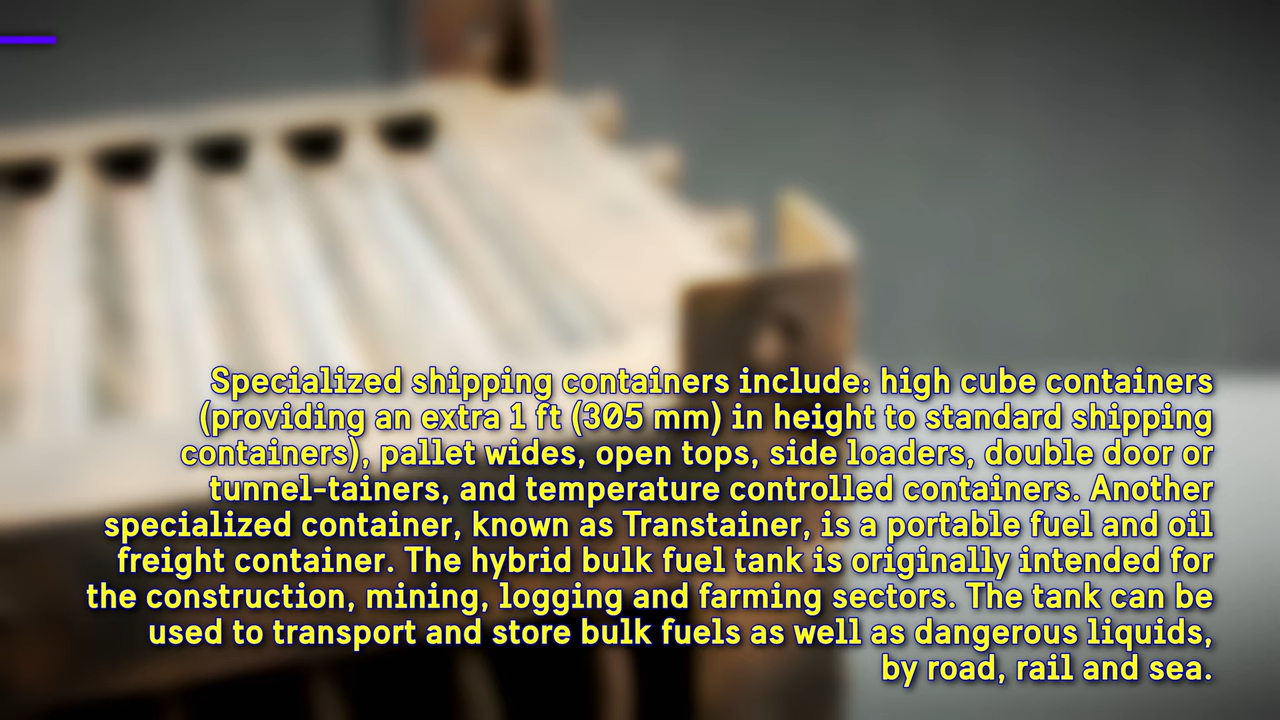 Specialized shipping containers include: high cube containers
(providing an extra 1 ft (305 mm) in height to standard shipping
containers), pallet wides, open tops, side loaders, double door or
tunnel-tainers, and temperature controlled containers. Another
specialized container, known as Transtainer, is a portable fuel and oil
freight container. The hybrid bulk fuel tank is originally intended for
the construction, mining, logging and farming sectors. The tank can be
used to transport and store bulk fuels as well as dangerous liquids,
by road, rail and sea.